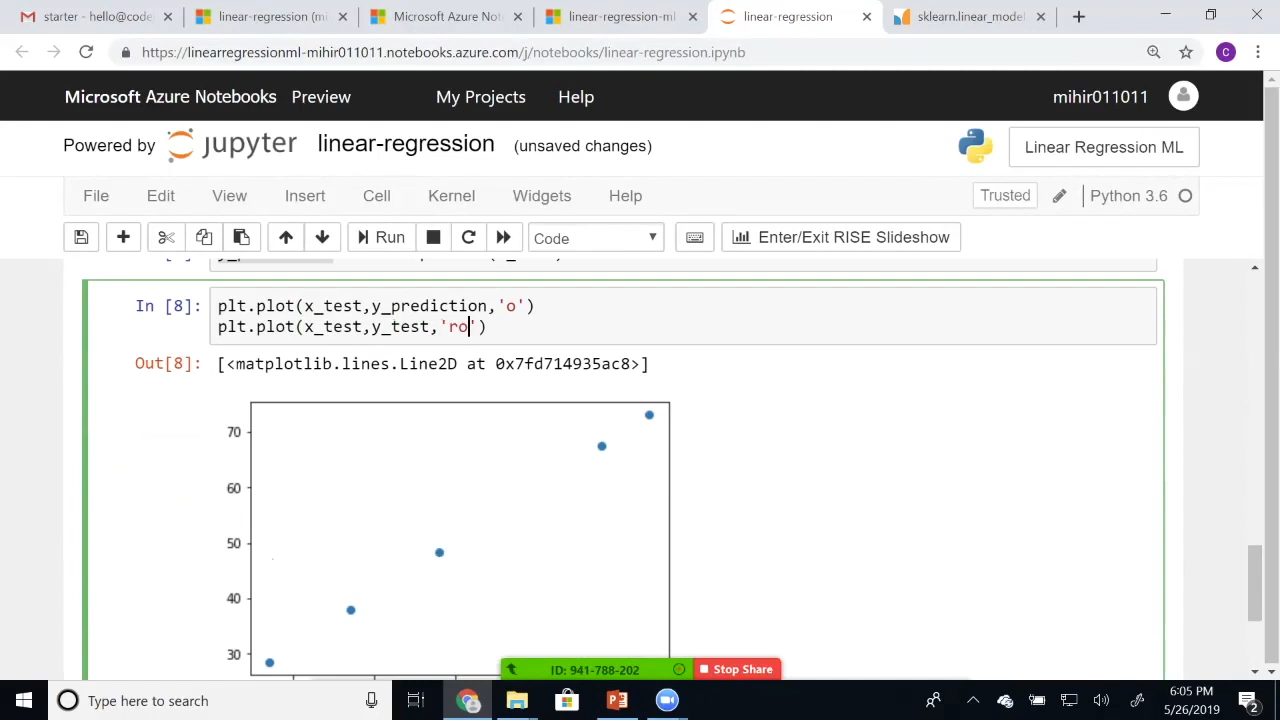 starter - hello@code
linear-regression (mi
Microsoft Azure Note
linear-regression-ml
linear-regression
sklearn.linear_model
https://linearregressionml-mihir011011.notebooks.azure.com/j/notebooks/linear-regression.ipynb
C
Microsoft Azure Notebooks Preview My Projects Help mihir011011
Powered by jupyter linear-regression (unsaved changes) Linear Regression ML
File Edit View Insert Cell Kernel Widgets Help Trusted Python 3.6
Run Code Enter/Exit RISE Slideshow
In [8]: plt.plot(x_test,y_prediction,'o')
plt.plot(x_test,y_test,'ro')
Out[8]: [<matplotlib.lines.Line2D at 0x7fd714935ac8>]
70
60
50
40
30
ID: 941-788-202 Stop Share
Type here to search
6:05 PM
5/26/2019
2